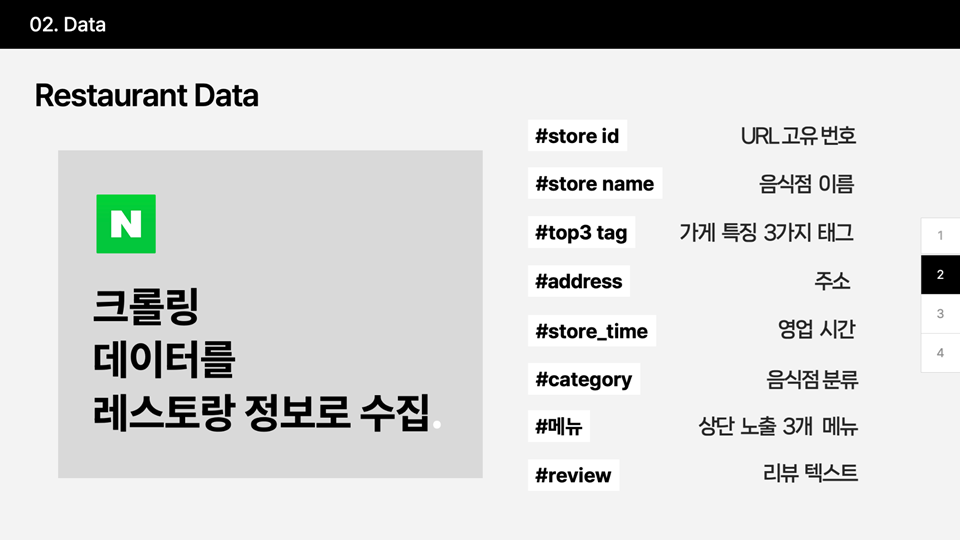 02. Data
Restaurant Data
N
크롤링
데이터를
레스토랑 정보로 수집.
#store id URL고유번호
#store name 음식점 이름
#top3 tag 가게 특징 3가지 태그
#address 주소
#store_time 영업 시간
#category 음식점분류
#메뉴 상단 노출 3개 메뉴
#review 리뷰 텍스트
1
2
3
4